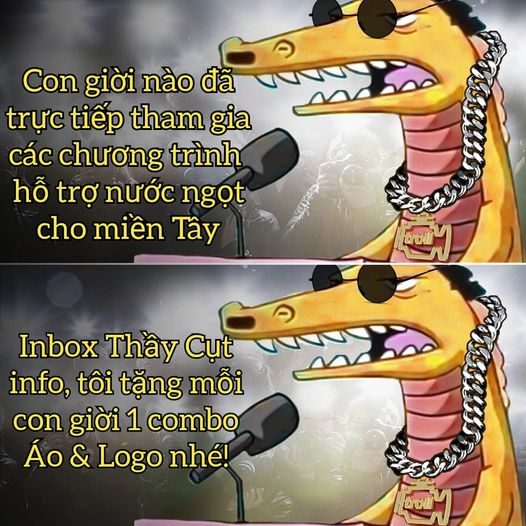 Con giời nào đã
trực tiếp tham gia
các chương trình
hỗ trợ nước ngọt
cho miền Tây
Inbox Thầy Cụt
info, tôi tặng mỗi
con giời 1 combo
Áo & Logo nhé!